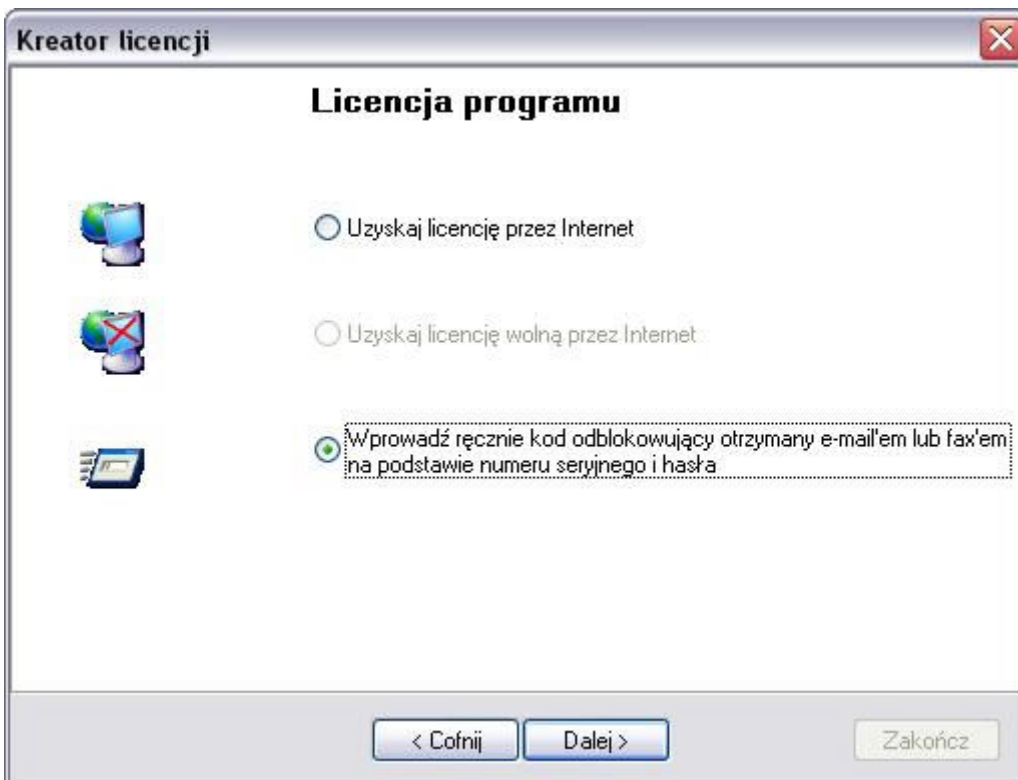 Kreator licencji
Licencja programu
Uzyskaj licencję przez Internet
Uzyskaj licencję wolną przez Internet
Wprowadź ręcznie kod odblokowujący otrzymany e-mail'em lub fax'em
na podstawie numeru seryjnego i hasła
< Cofnij
Dalej >
Zakończ